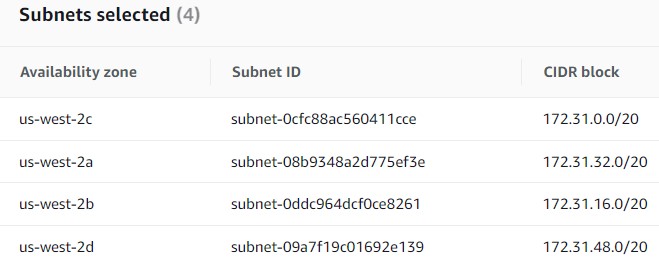 Subnets selected (4)
Availability zone Subnet ID CIDR block
us-west-2c subnet-0cfc88ac560411cce 172.31.0.0/20
us-west-2a subnet-08b9348a2d775ef3e 172.31.32.0/20
us-west-2b subnet-0ddc964dcf0ce8261 172.31.16.0/20
us-west-2d subnet-09a7f19c01692e139 172.31.48.0/20